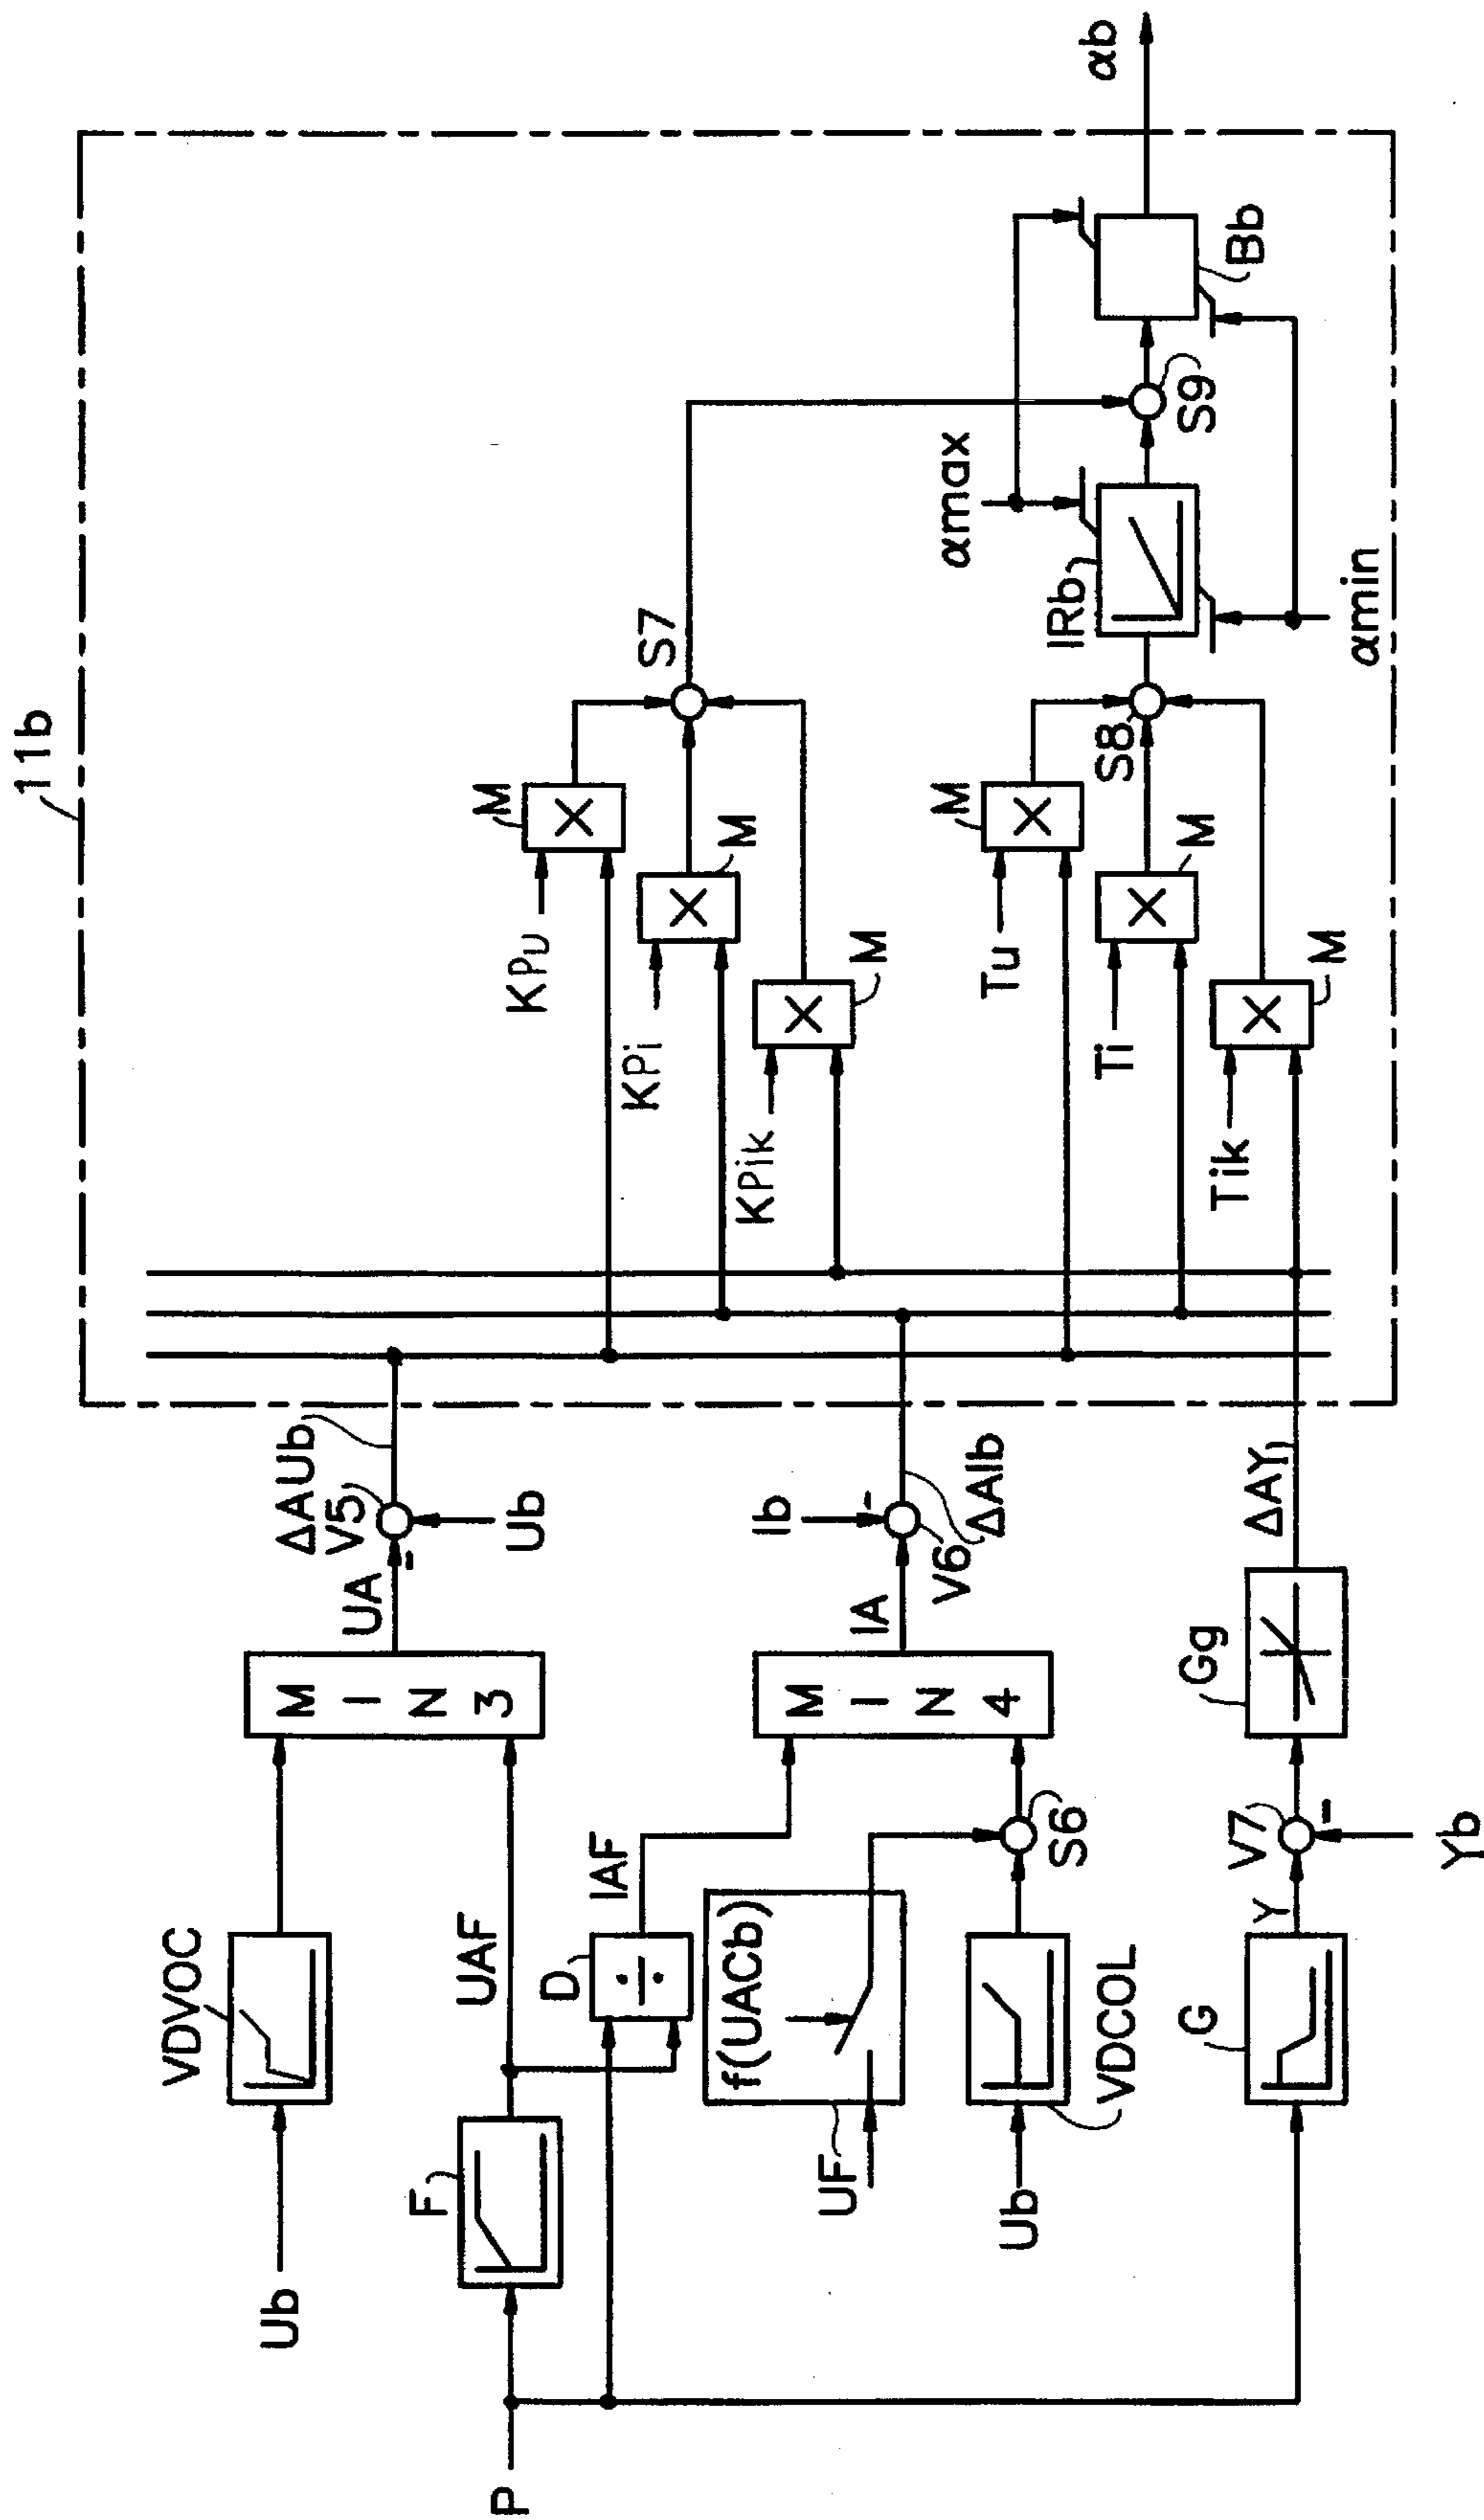 11b
Ub
VDVOC
MIN3
UA
-
V5
ΔAUb
Ub
P
F
UAF
D
IAF
MIN4
IA
Ib
-
V6
ΔAIb
UF
f(UACb)
S6
Ub
VDCOL
G
Y
V7
-
Yb
Gg
ΔAY
KPu
M
KPi
M
KPik
M
S7
Tu
M
Ti
M
Tik
M
S8
IRb
αmax
αmin
S9
Bb
αb